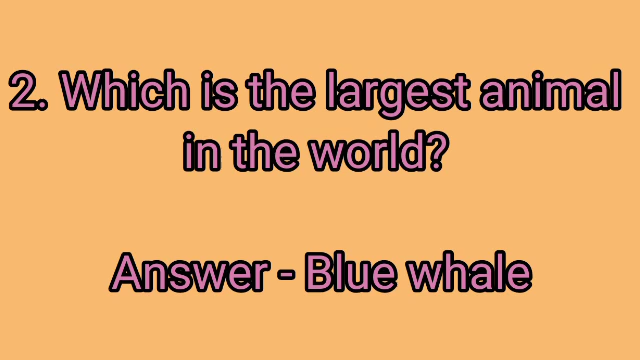 2. Which is the largest animal
in the world?
Answer - Blue whale